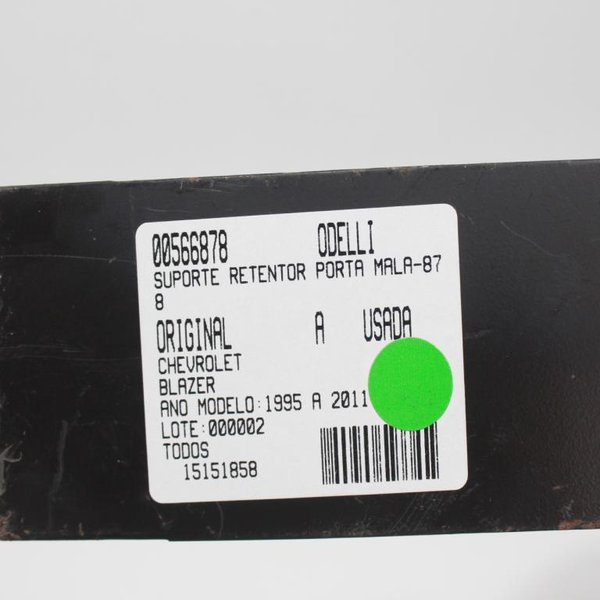 00566878 ODELLI
SUPORTE RETENTOR PORTA MALA-87
8
ORIGINAL A USADA
CHEVROLET
BLAZER
ANO MODELO:1995 A 2011
LOTE:000002
TODOS
15151858